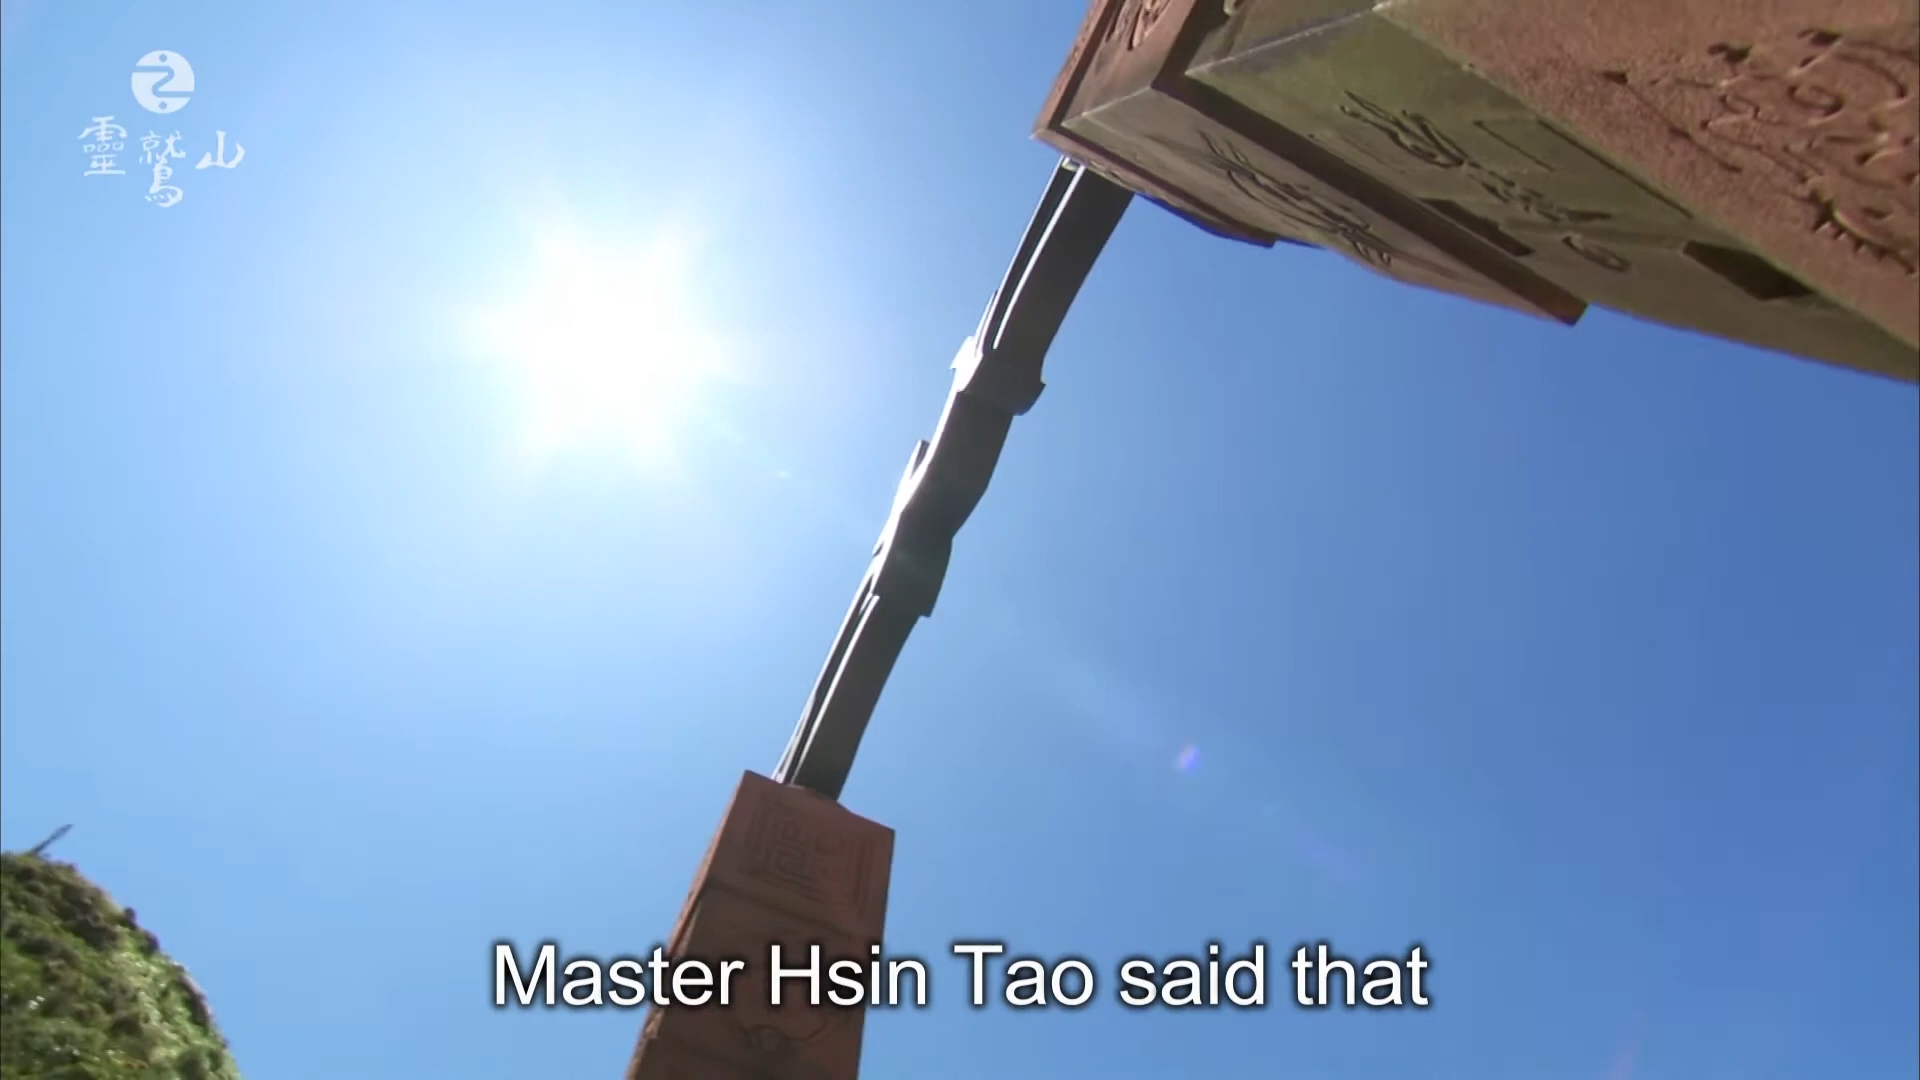 靈鷲山
Master Hsin Tao said that